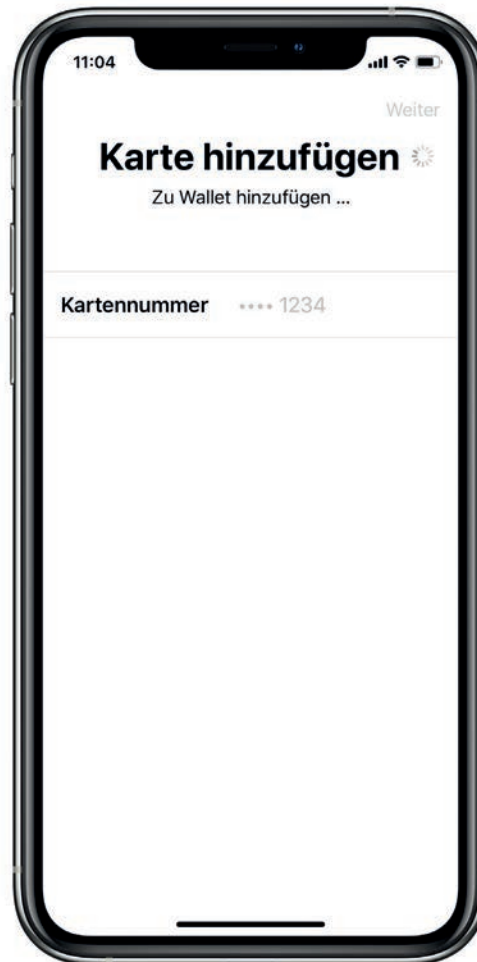 11:04
Weiter
Karte hinzufügen
Zu Wallet hinzufügen ...
Kartennummer •••• 1234